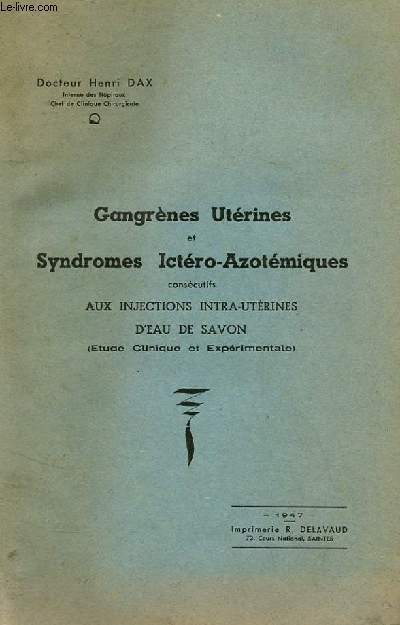 Le-livre.com
Docteur Henri DAX
Interne des Hôpitaux
Chef de Clinique Chirurgicale
Gangrènes Utérines
et
Syndromes Ictéro-Azotémiques
consécutifs
AUX INJECTIONS INTRA-UTÉRINES
D'EAU DE SAVON
(Etude Clinique et Expérimentale)
– 1947 –
Imprimerie R. DELAVAUD
Cours National, SAINTES